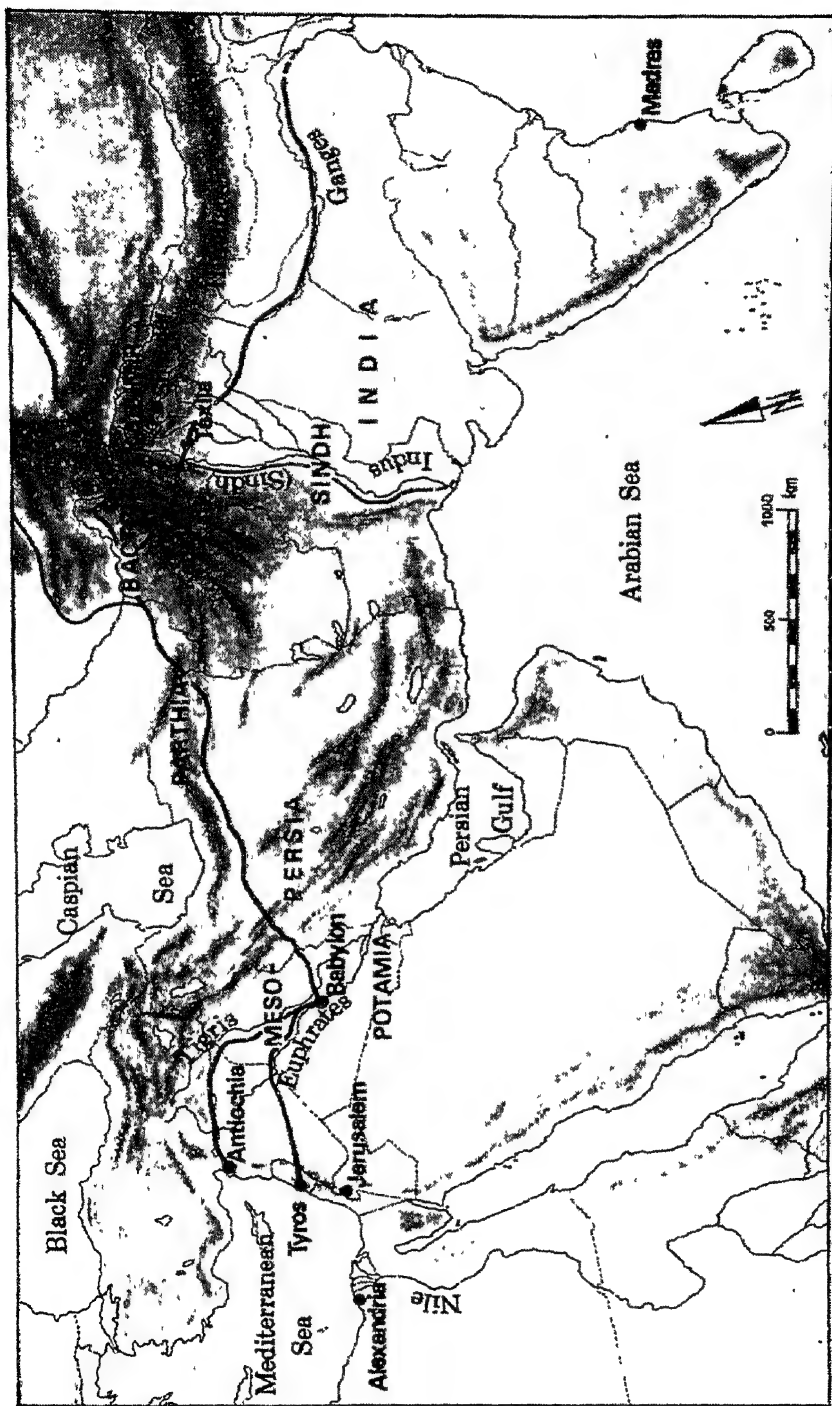 Black Sea
Caspian
Sea
Mediterranean
Sea
Antiochia
Tyros
Jerusalem
Alexandria
Nile
Tigris
Euphrates
MESO-
POTAMIA
Babylon
PERSIA
PARTHIA
Persian
Gulf
Taxila
(Sindh)
SINDH
Indus
INDIA
Ganges
Madres
Arabian Sea
N
0 500 1000
km